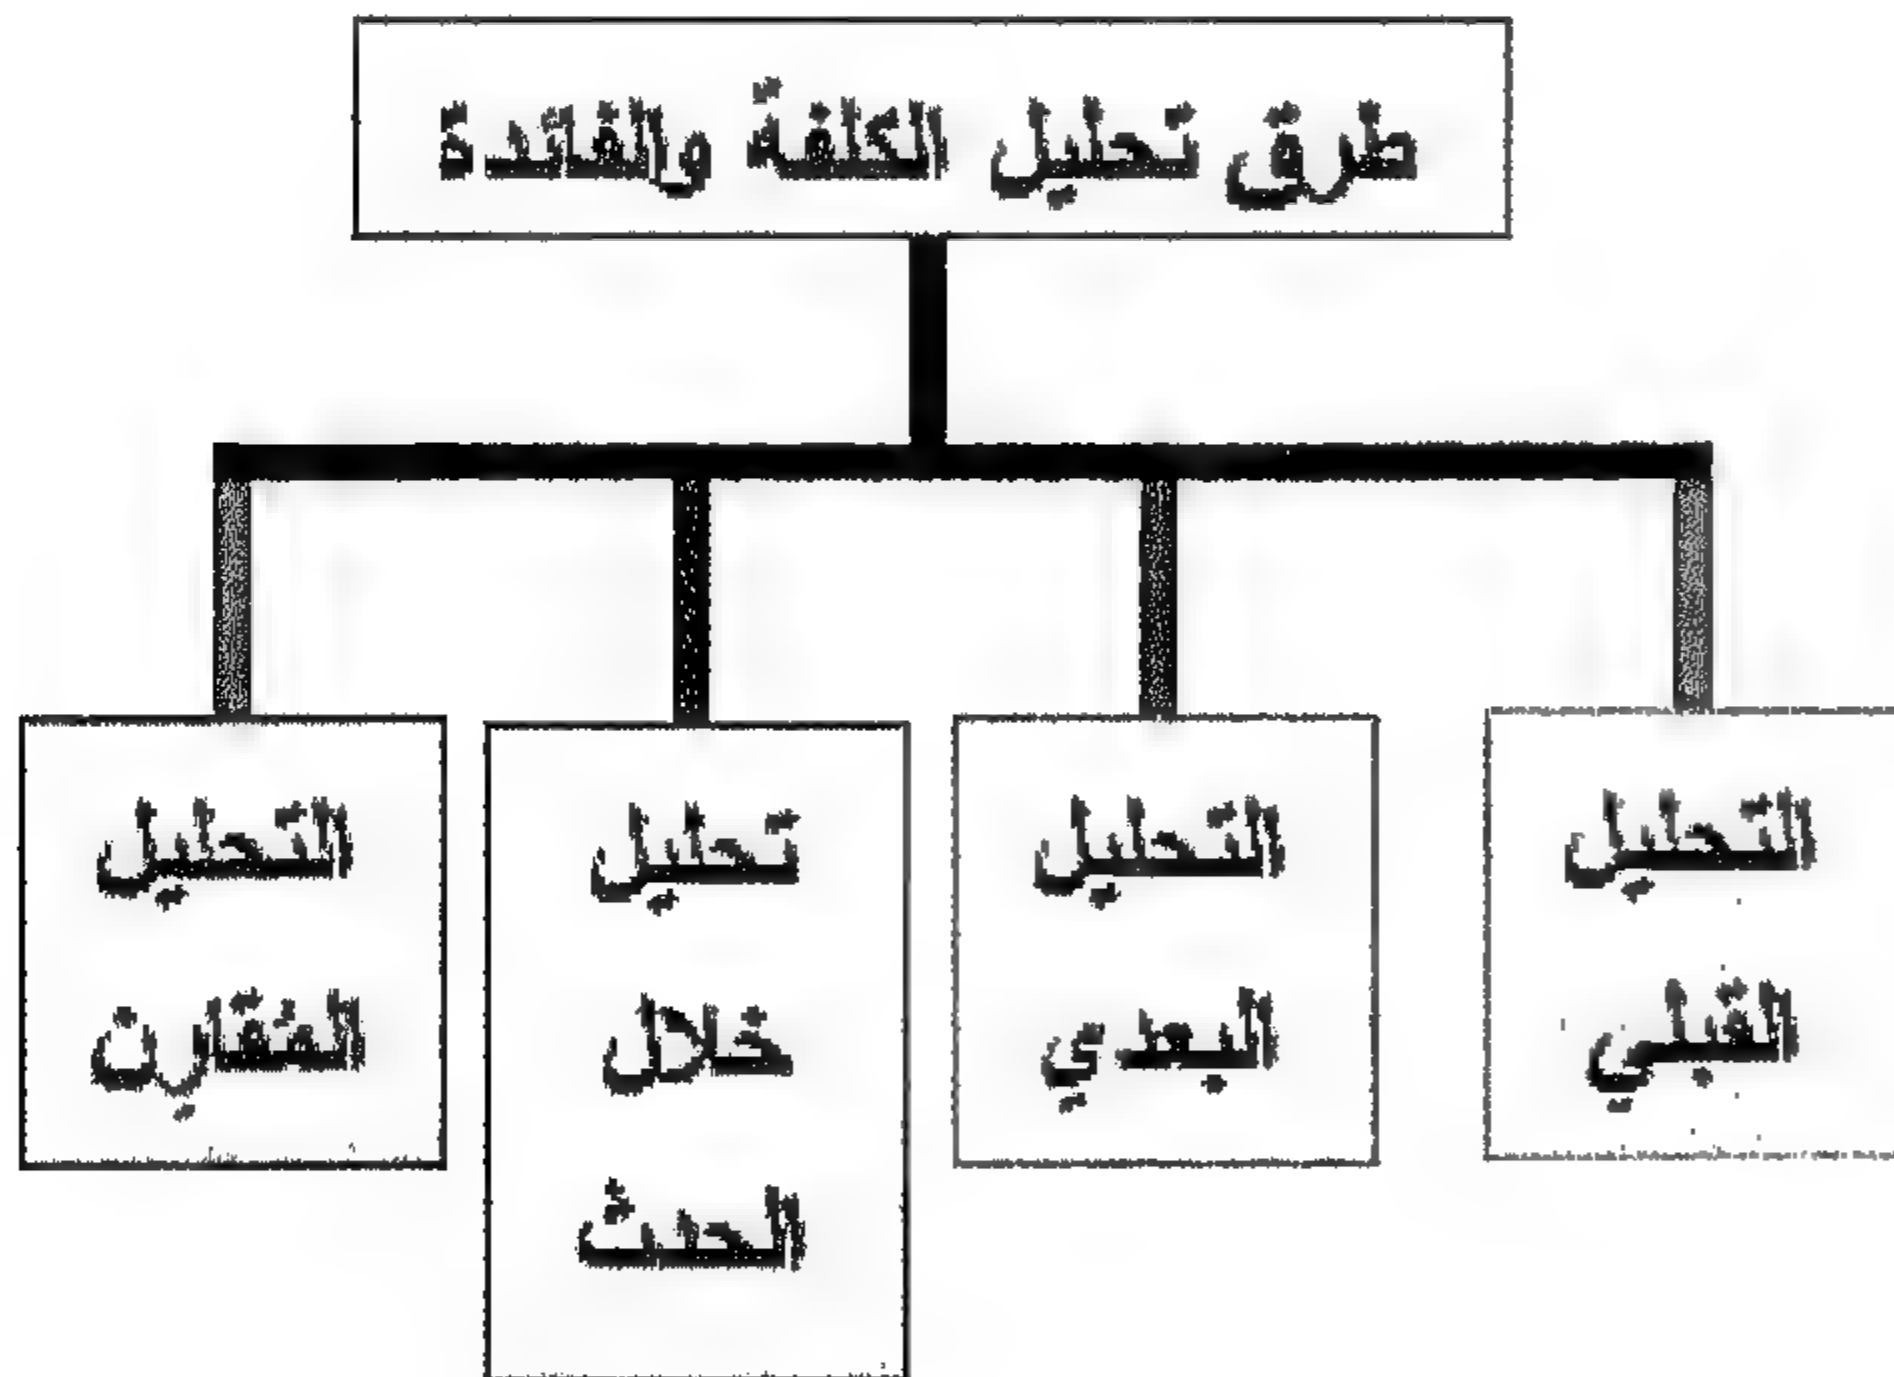 طرق تحليل الكلفة والفائدة
التحليل
القبلي
التحليل
البعدي
تحليل
خلال
الحدث
التحليل
المقارن